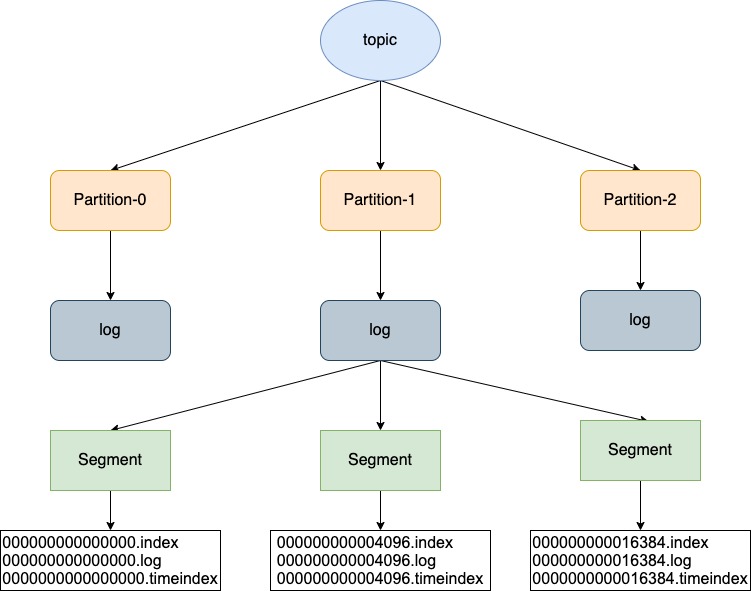 topic
Partition-0
Partition-1
Partition-2
log
log
log
Segment
Segment
Segment
000000000000000.index
000000000000000.log
0000000000000000.timeindex
000000000004096.index
000000000004096.log
000000000004096.timeindex
000000000016384.index
000000000016384.log
0000000000016384.timeindex